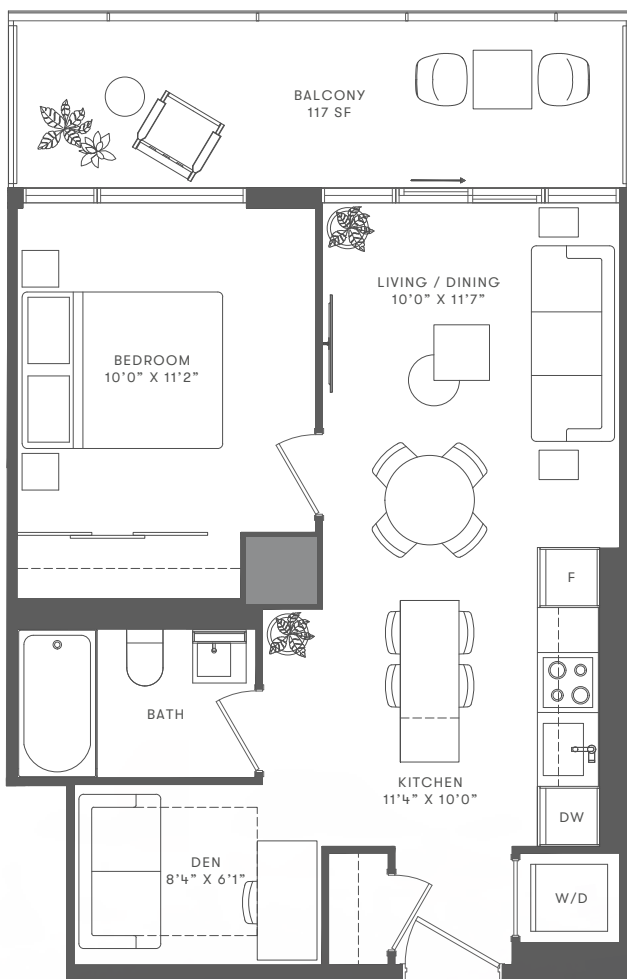 BALCONY
117 SF
LIVING / DINING
10’0” X 11’7”
BEDROOM
10’0” X 11’2”
F
BATH
KITCHEN
11’4” X 10’0”
DW
DEN
8’4” X 6’1”
W/D